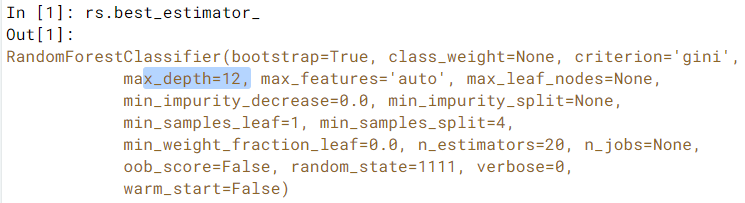 In [1]: rs.best_estimator_
Out[1]:
RandomForestClassifier(bootstrap=True, class_weight=None, criterion='gini',
max_depth=12, max_features='auto', max_leaf_nodes=None,
min_impurity_decrease=0.0, min_impurity_split=None,
min_samples_leaf=1, min_samples_split=4,
min_weight_fraction_leaf=0.0, n_estimators=20, n_jobs=None,
oob_score=False, random_state=1111, verbose=0,
warm_start=False)